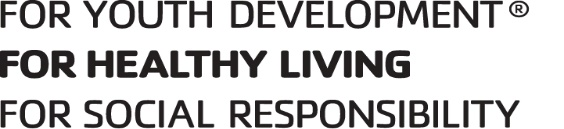 FOR YOUTH DEVELOPMENT®
FOR HEALTHY LIVING
FOR SOCIAL RESPONSIBILITY